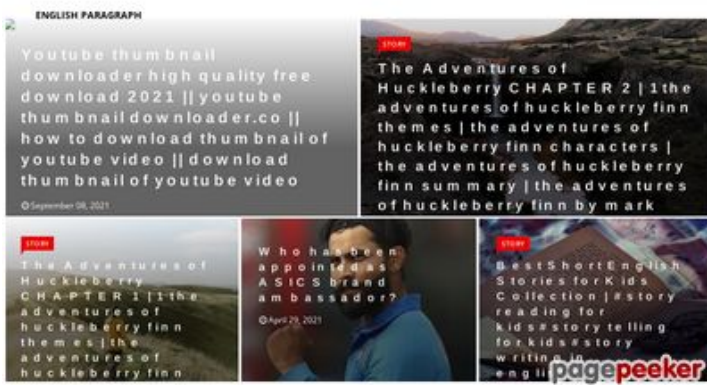 ENGLISH PARAGRAPH
Youtube thumbnail
downloader high quality free
download 2021 || youtube
thumbnail downloader.co ||
how to download thumbnail of
youtube video || download
thumbnail of youtube video
September 08, 2021
STORY
The Adventures of
Huckleberry CHAPTER 2 | 1the
adventures of huckleberry finn
themes | the adventures of
huckleberry finn characters |
the adventures of huckleberry
finn summary | the adventures
of huckleberry finn by mark
STORY
The Adventures of
Huckleberry
CHAPTER 1 | 1the
adventures of
huckleberry finn
themes | the
adventures of
huckleberry finn
Who has been
appointed as
ASICS brand
ambassador?
April 29, 2021
STORY
Best Short English
Stories for Kids
Collection | #story
reading for
kids#story telling
for kids#story
writing in
pagepeeker